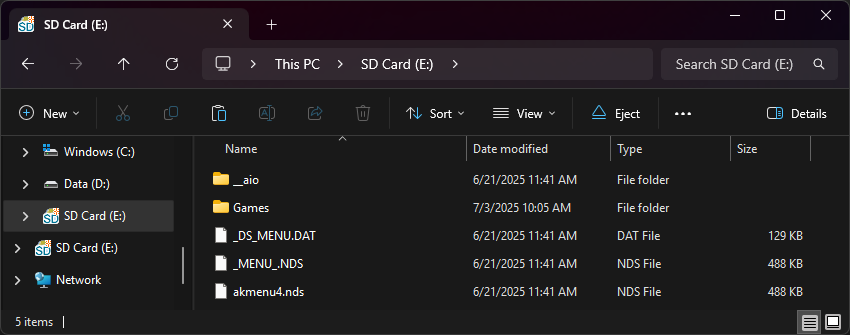 SD Card (E:)
This PC SD Card (E:) Search SD Card (E:)
New Sort View Eject Details
Name Date modified Type Size
Windows (C:)
Data (D:)
SD Card (E:)
SD Card (E:)
Network
__aio 6/21/2025 11:41 AM File folder
Games 7/3/2025 10:05 AM File folder
_DS_MENU.DAT 6/21/2025 11:41 AM DAT File 129 KB
_MENU_.NDS 6/21/2025 11:41 AM NDS File 488 KB
akmenu4.nds 6/21/2025 11:41 AM NDS File 488 KB
5 items